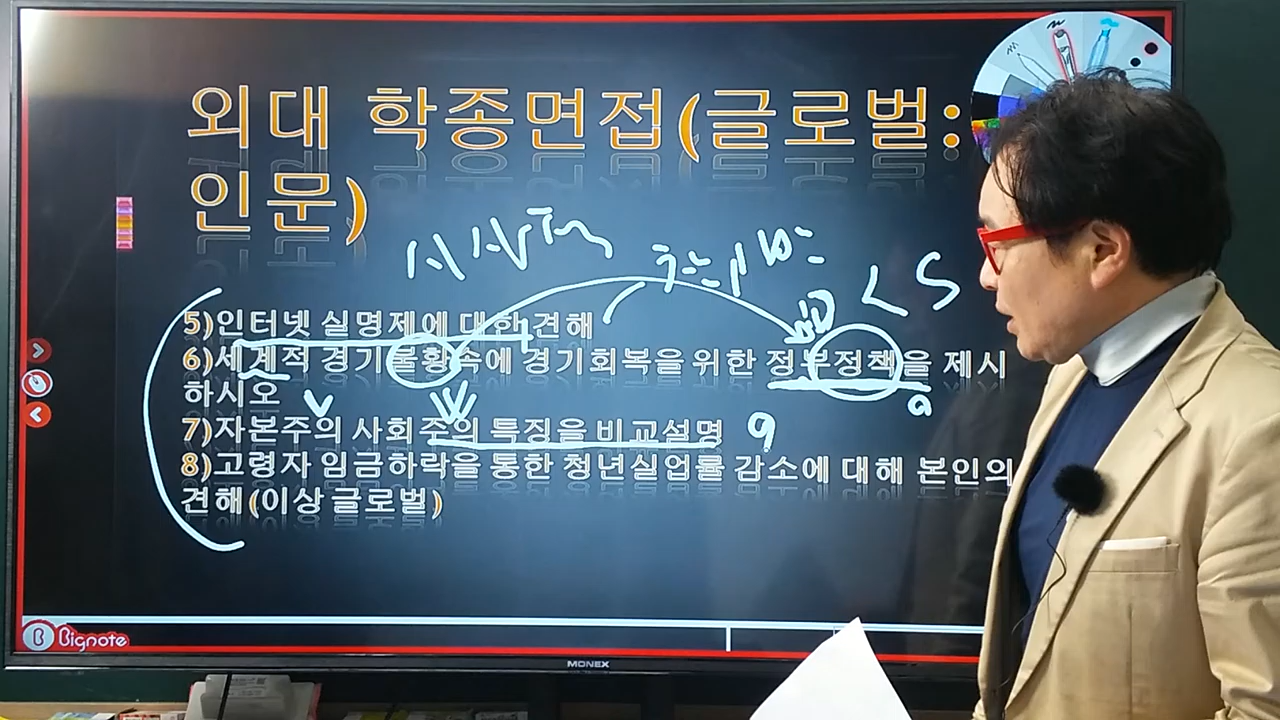 외대 학종면접(글로벌:
인문)
5)인터넷 실명제에 대한 견해
6)세계적 경기불황속에 경기회복을 위한 정부정책을 제시
하시오
7)자본주의 사회주의 특징을 비교설명
8)고령자 임금하락을 통한 청년실업률 감소에 대해 본인의
견해(이상 글로벌)
B Bignote
MONEX